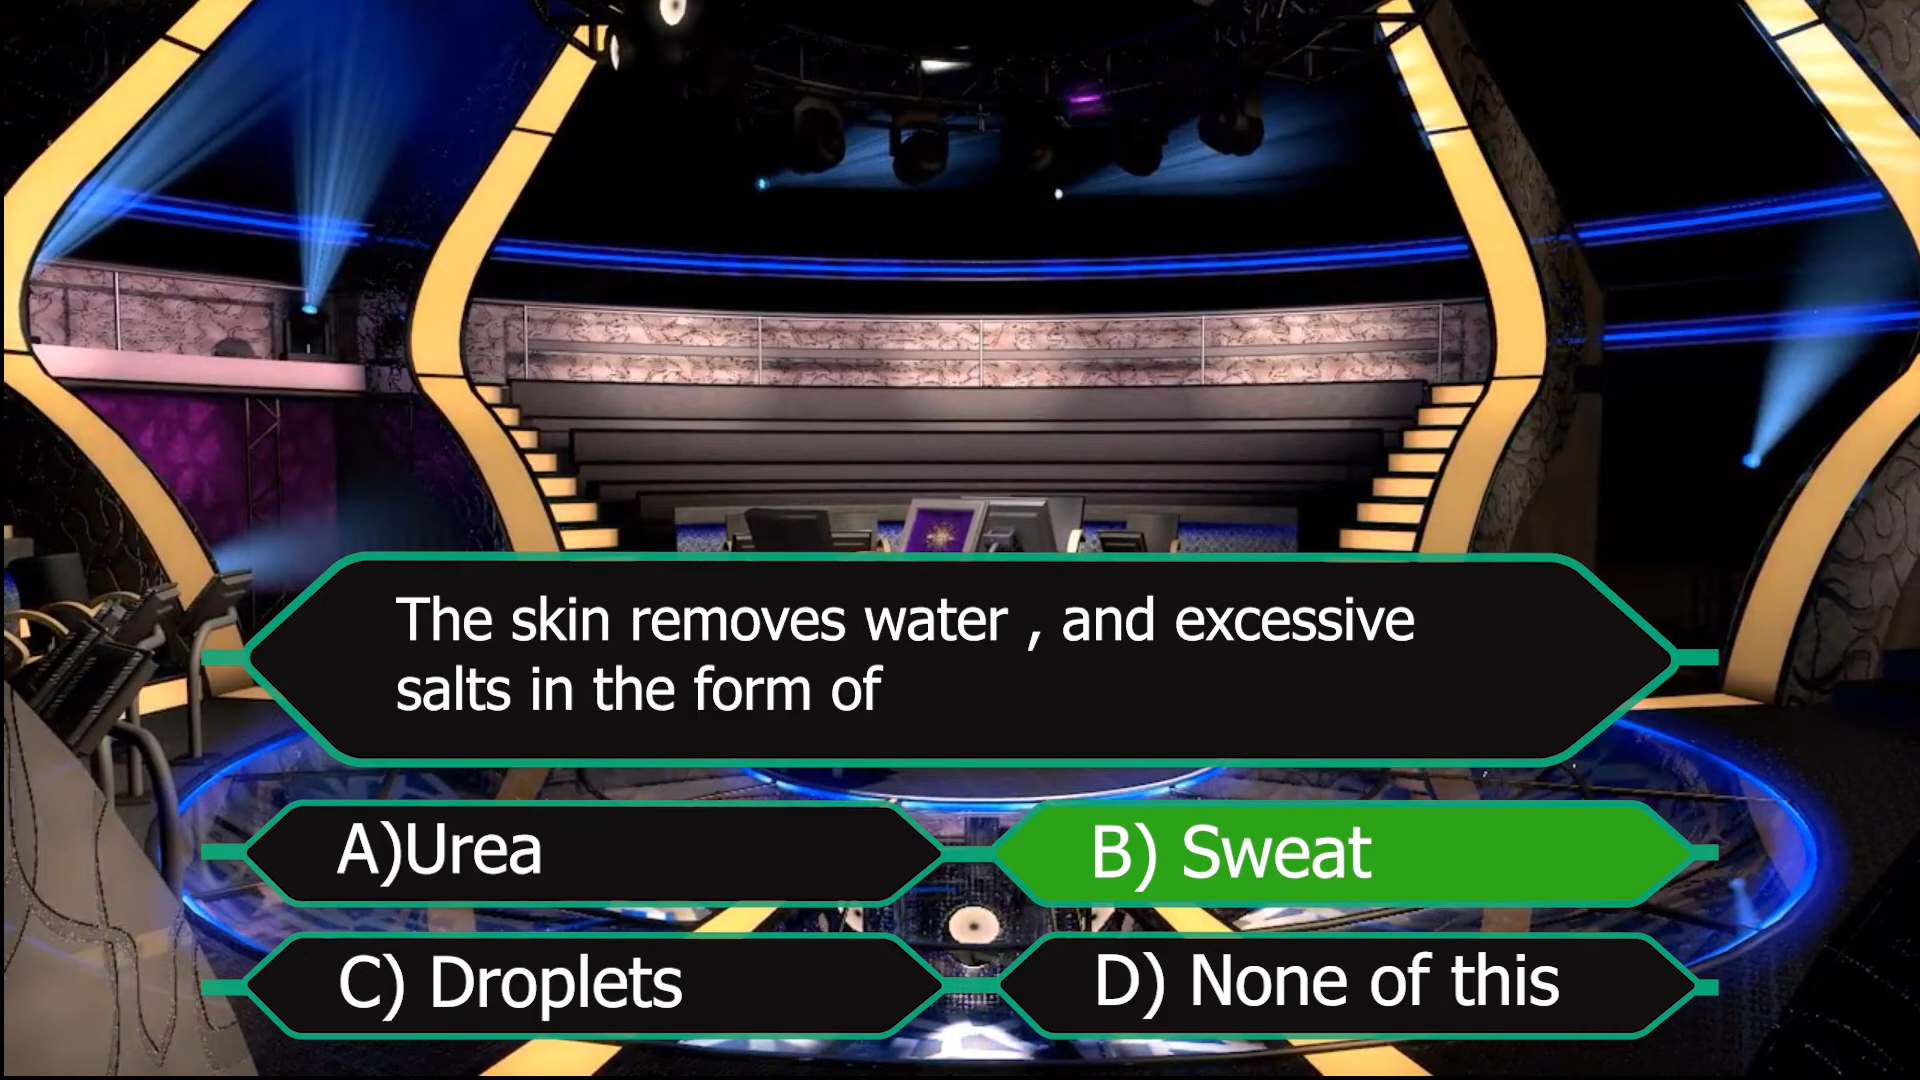 The skin removes water , and excessive
salts in the form of
A)Urea
B) Sweat
C) Droplets
D) None of this